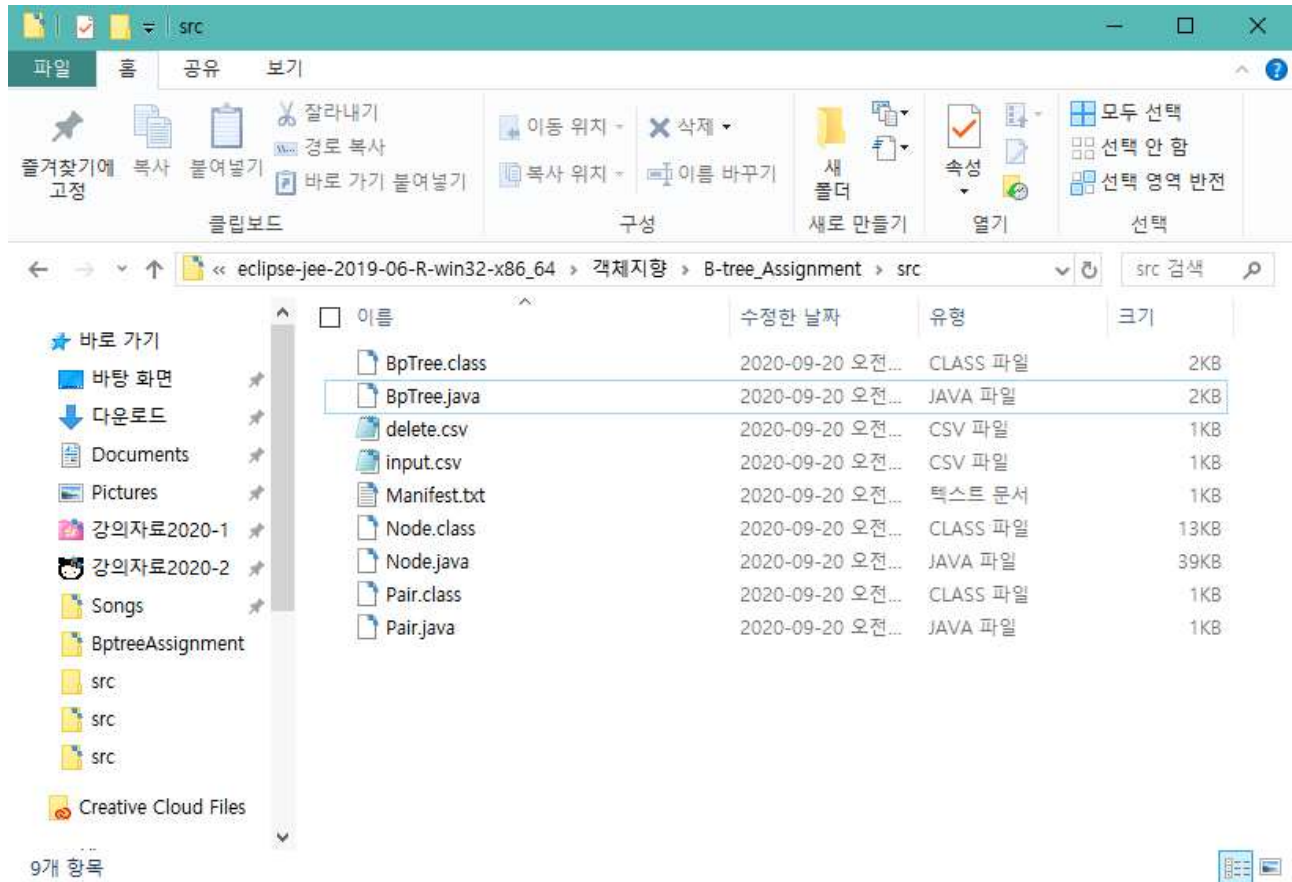 src
파일 홈 공유 보기
즐겨찾기에 고정
복사
붙여넣기
잘라내기
경로 복사
바로 가기 붙여넣기
클립보드
이동 위치
복사 위치
삭제
이름 바꾸기
구성
새 폴더
새로 만들기
속성
열기
모두 선택
선택 안 함
선택 영역 반전
선택
« eclipse-jee-2019-06-R-win32-x86_64 > 객체지향 > B-tree_Assignment > src
src 검색
바로 가기
바탕 화면
다운로드
Documents
Pictures
강의자료2020-1
강의자료2020-2
Songs
BptreeAssignment
src
src
src
Creative Cloud Files
이름 수정한 날짜 유형 크기
BpTree.class 2020-09-20 오전... CLASS 파일 2KB
BpTree.java 2020-09-20 오전... JAVA 파일 2KB
delete.csv 2020-09-20 오전... CSV 파일 1KB
input.csv 2020-09-20 오전... CSV 파일 1KB
Manifest.txt 2020-09-20 오전... 텍스트 문서 1KB
Node.class 2020-09-20 오전... CLASS 파일 13KB
Node.java 2020-09-20 오전... JAVA 파일 39KB
Pair.class 2020-09-20 오전... CLASS 파일 1KB
Pair.java 2020-09-20 오전... JAVA 파일 1KB
9개 항목